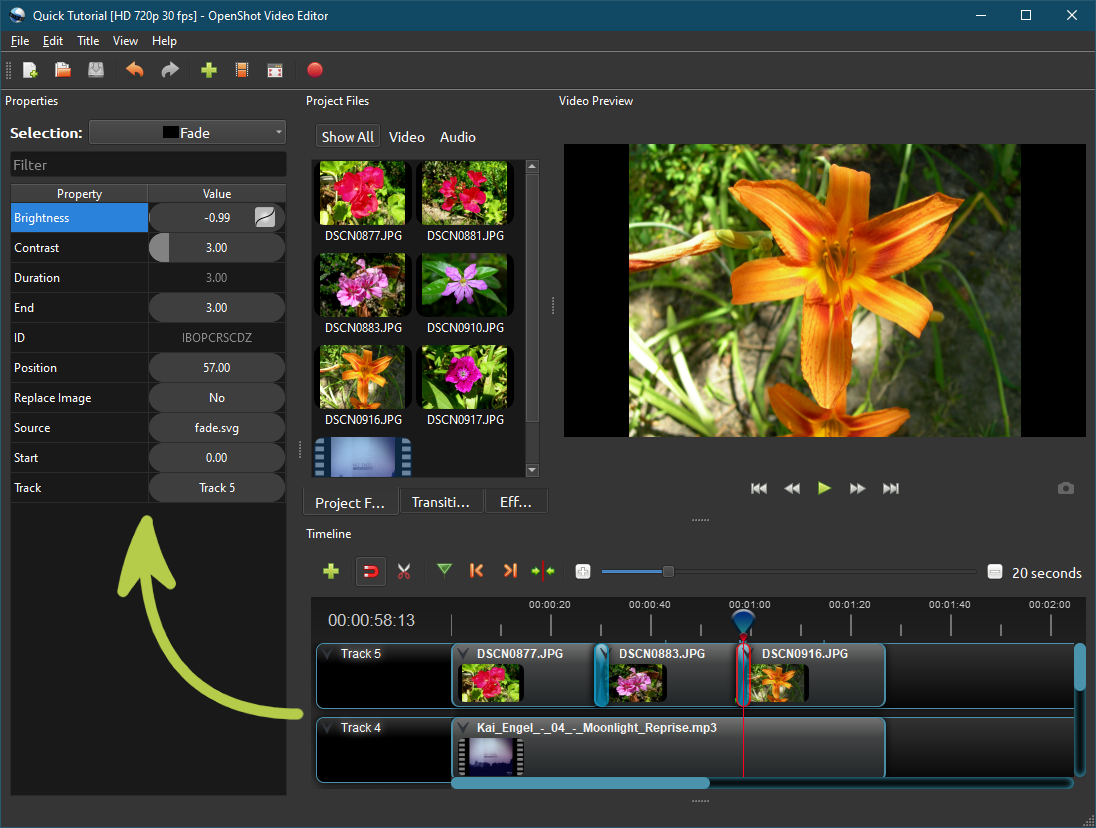 Quick Tutorial [HD 720p 30 fps] - OpenShot Video Editor
File Edit Title View Help
Properties
Selection: Fade
Filter
Property Value
Brightness -0.99
Contrast 3.00
Duration 3.00
End 3.00
ID IBOPCRSCDZ
Position 57.00
Replace Image No
Source fade.svg
Start 0.00
Track Track 5
Project Files
Show All Video Audio
DSCN0877.JPG DSCN0881.JPG
DSCN0883.JPG DSCN0910.JPG
DSCN0916.JPG DSCN0917.JPG
Project F... Transiti... Eff...
Video Preview
Timeline
20 seconds
00:00:58:13
00:00:20 00:00:40 00:01:00 00:01:20 00:01:40 00:02:00
Track 5 DSCN0877.JPG DSCN0883.JPG DSCN0916.JPG
Track 4 Kai_Engel_-_04_-_Moonlight_Reprise.mp3